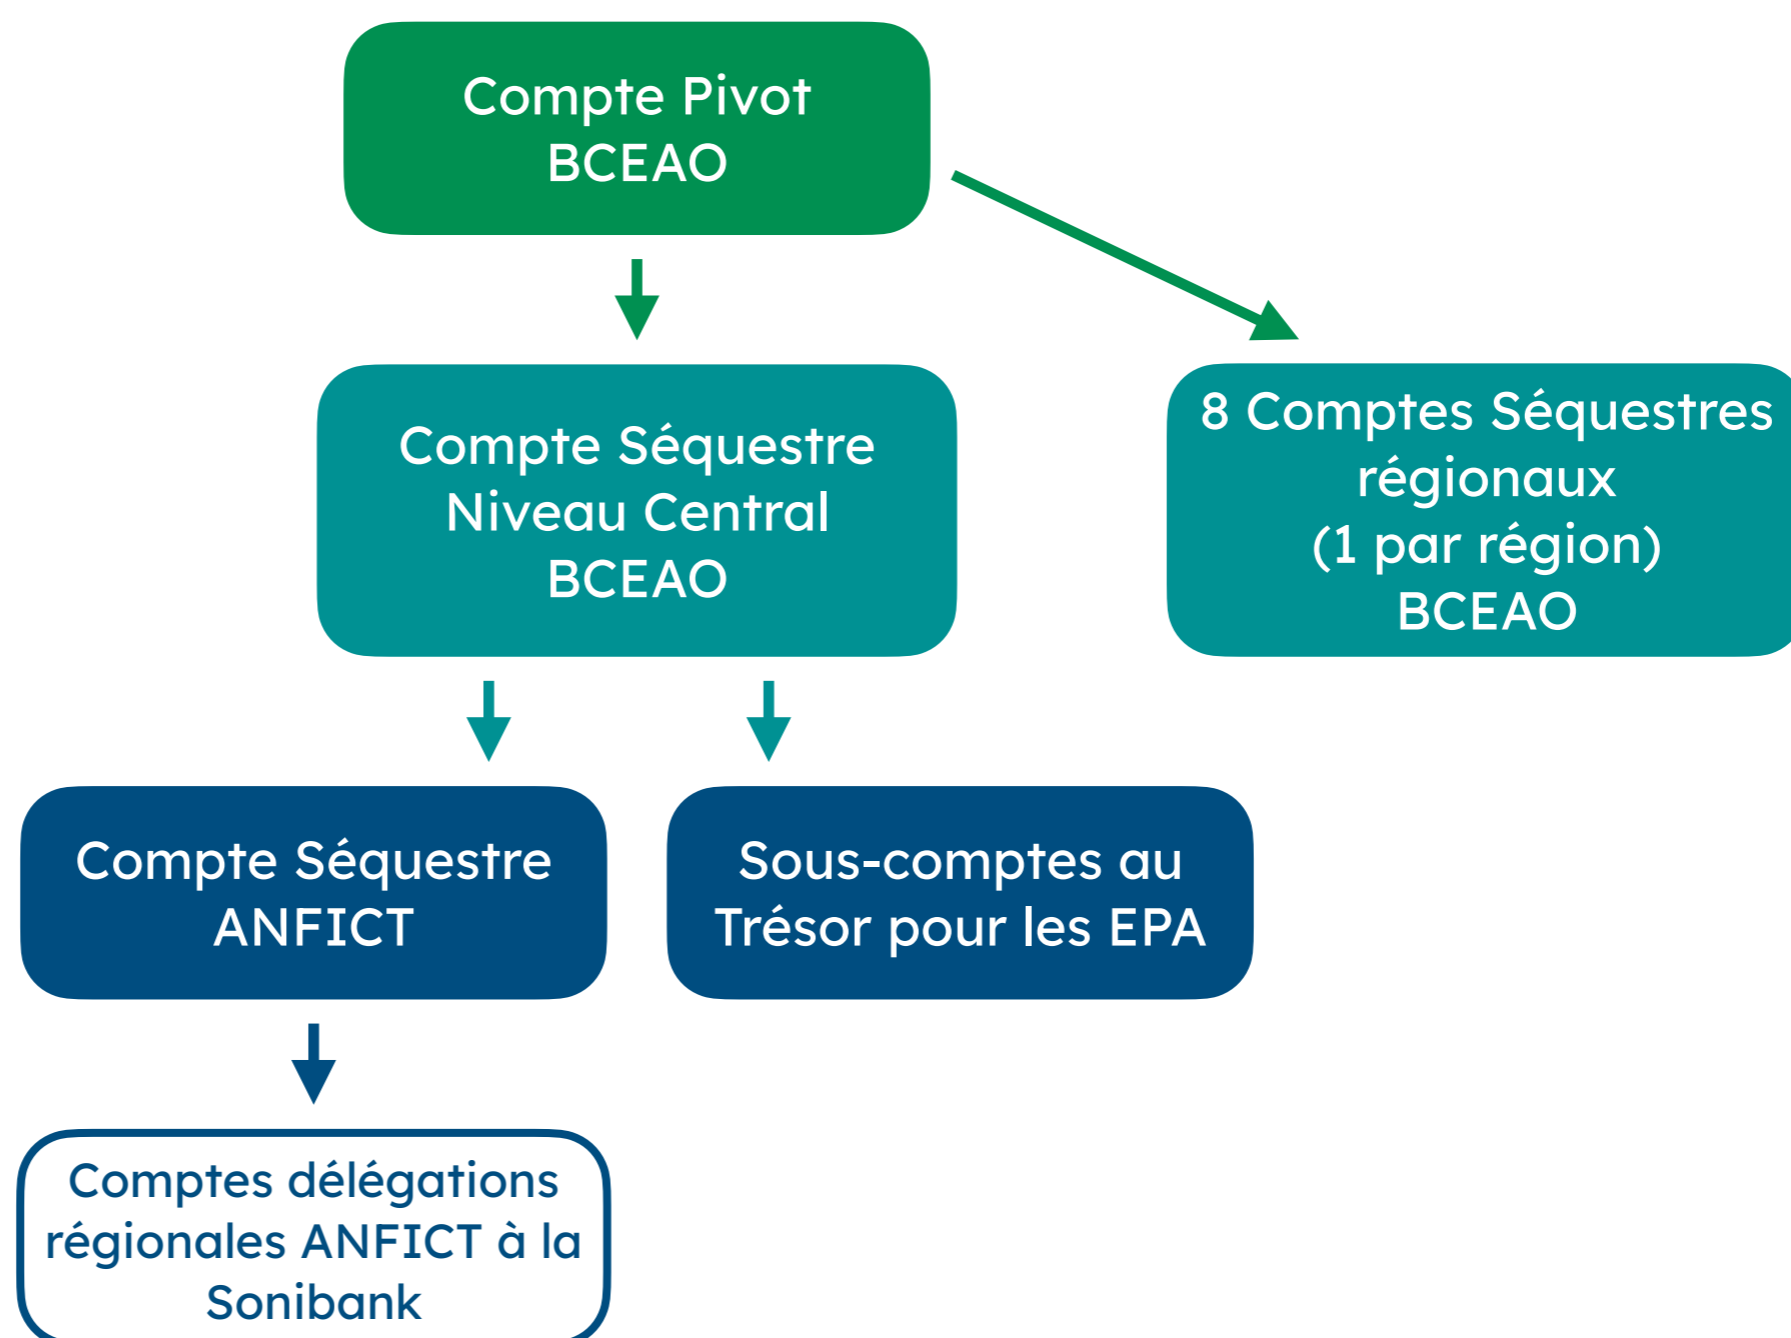 Compte Pivot
BCEAO
Compte Séquestre
Niveau Central
BCEAO
8 Comptes Séquestres
régionaux
(1 par région)
BCEAO
Compte Séquestre
ANFICT
Sous-comptes au
Trésor pour les EPA
Comptes délégations
régionales ANFICT à la
Sonibank